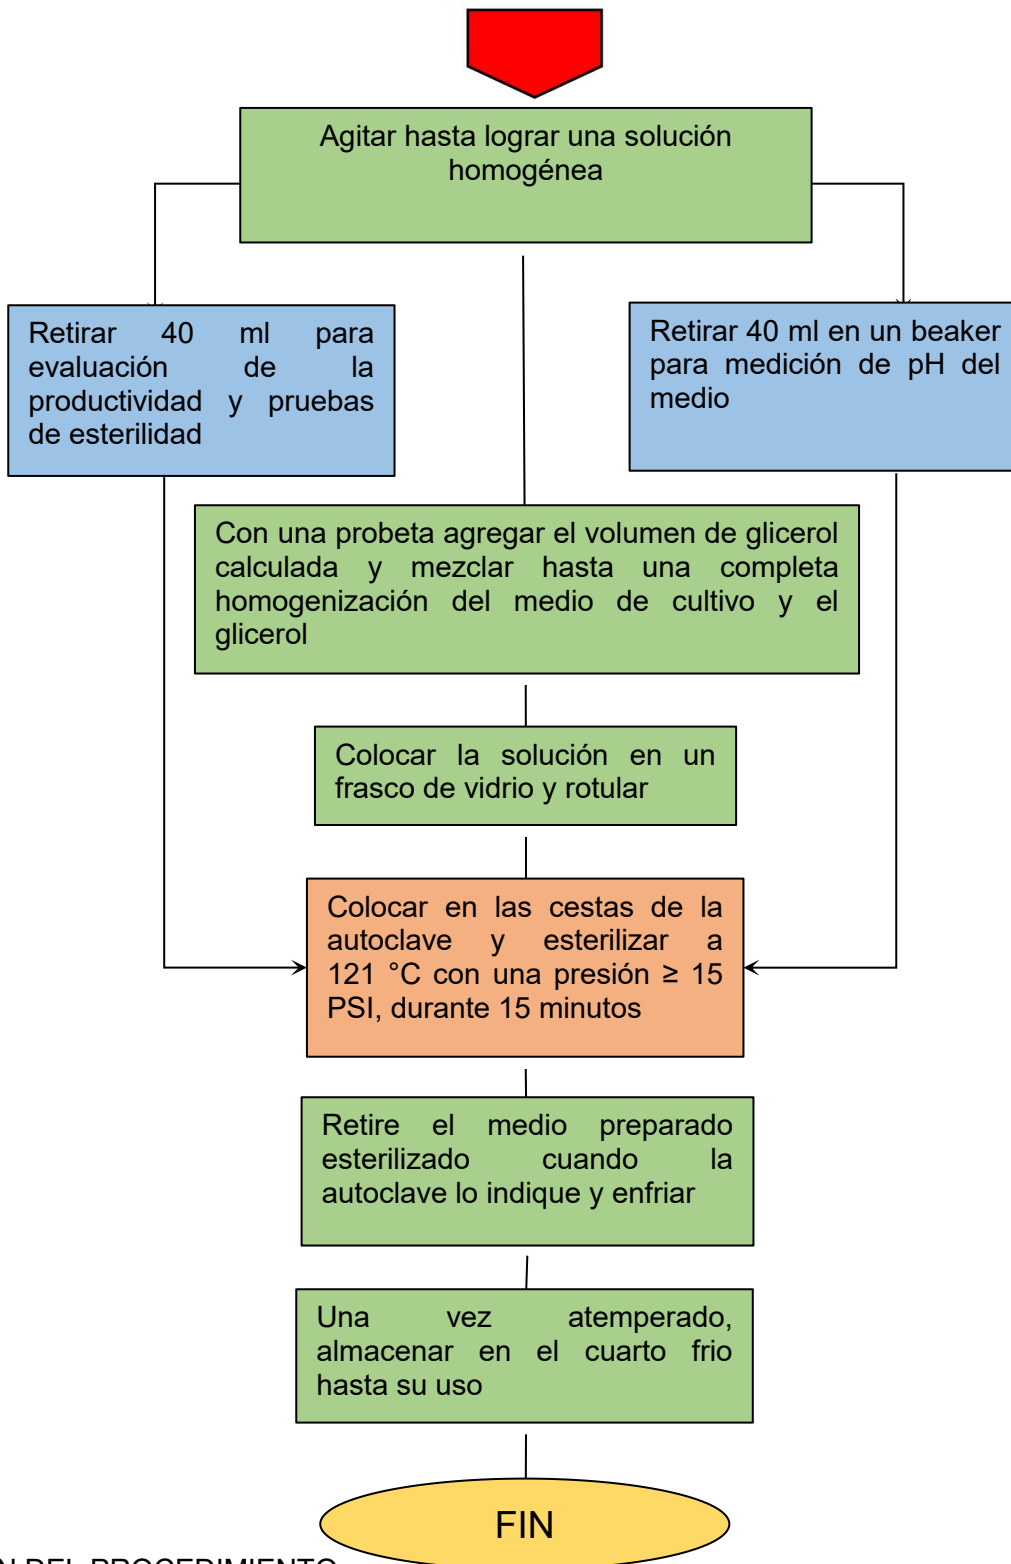 Agitar hasta lograr una solución
homogénea
Retirar 40 ml para
evaluación de la
productividad y pruebas
de esterilidad
Retirar 40 ml en un beaker
para medición de pH del
medio
Con una probeta agregar el volumen de glicerol
calculada y mezclar hasta una completa
homogenización del medio de cultivo y el
glicerol
Colocar la solución en un
frasco de vidrio y rotular
Colocar en las cestas de la
autoclave y esterilizar a
121 °C con una presión ≥ 15
PSI, durante 15 minutos
Retire el medio preparado
esterilizado cuando la
autoclave lo indique y enfriar
Una vez atemperado,
almacenar en el cuarto frio
hasta su uso
FIN
N DEL PROCEDIMIENTO